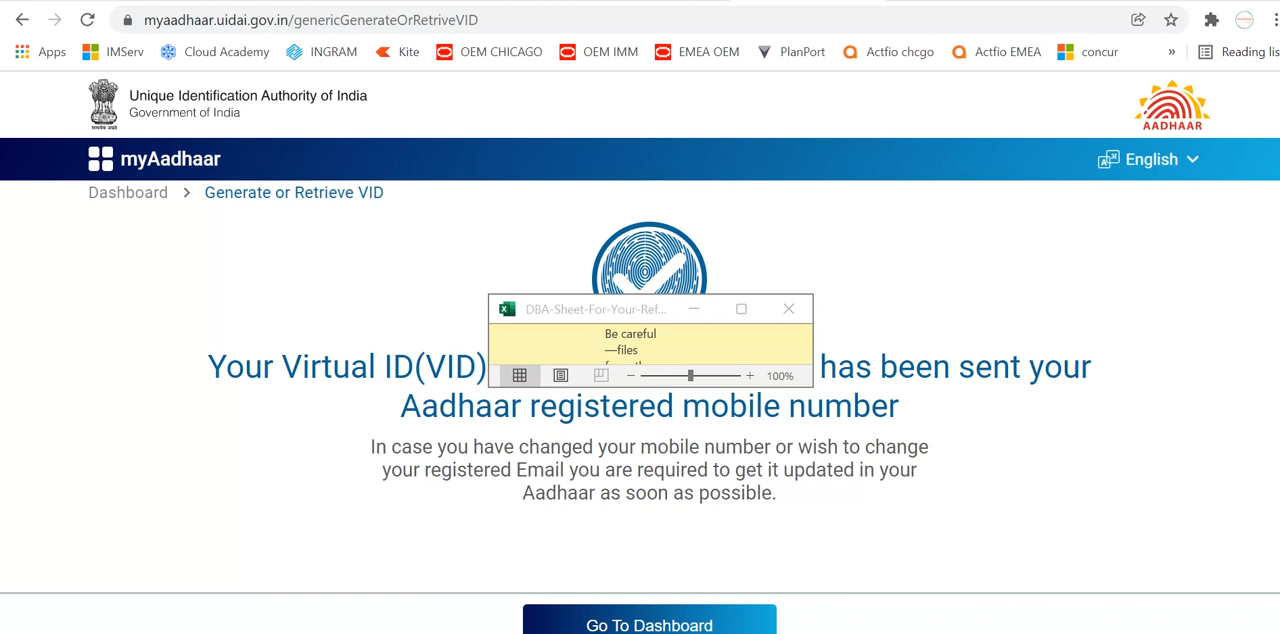 myaadhaar.uidai.gov.in/genericGenerateOrRetriveVID
Apps IMServ Cloud Academy INGRAM Kite OEM CHICAGO OEM IMM EMEA OEM PlanPort Actfio chcgo Actfio EMEA concur » Reading lis
Unique Identification Authority of India
Government of India
सत्यमेव जयते
AADHAAR
myAadhaar
English
Dashboard > Generate or Retrieve VID
DBA-Sheet-For-Your-Ref...
Be careful
—files
100%
Your Virtual ID(VID) has been sent your
Aadhaar registered mobile number
In case you have changed your mobile number or wish to change
your registered Email you are required to get it updated in your
Aadhaar as soon as possible.
Go To Dashboard